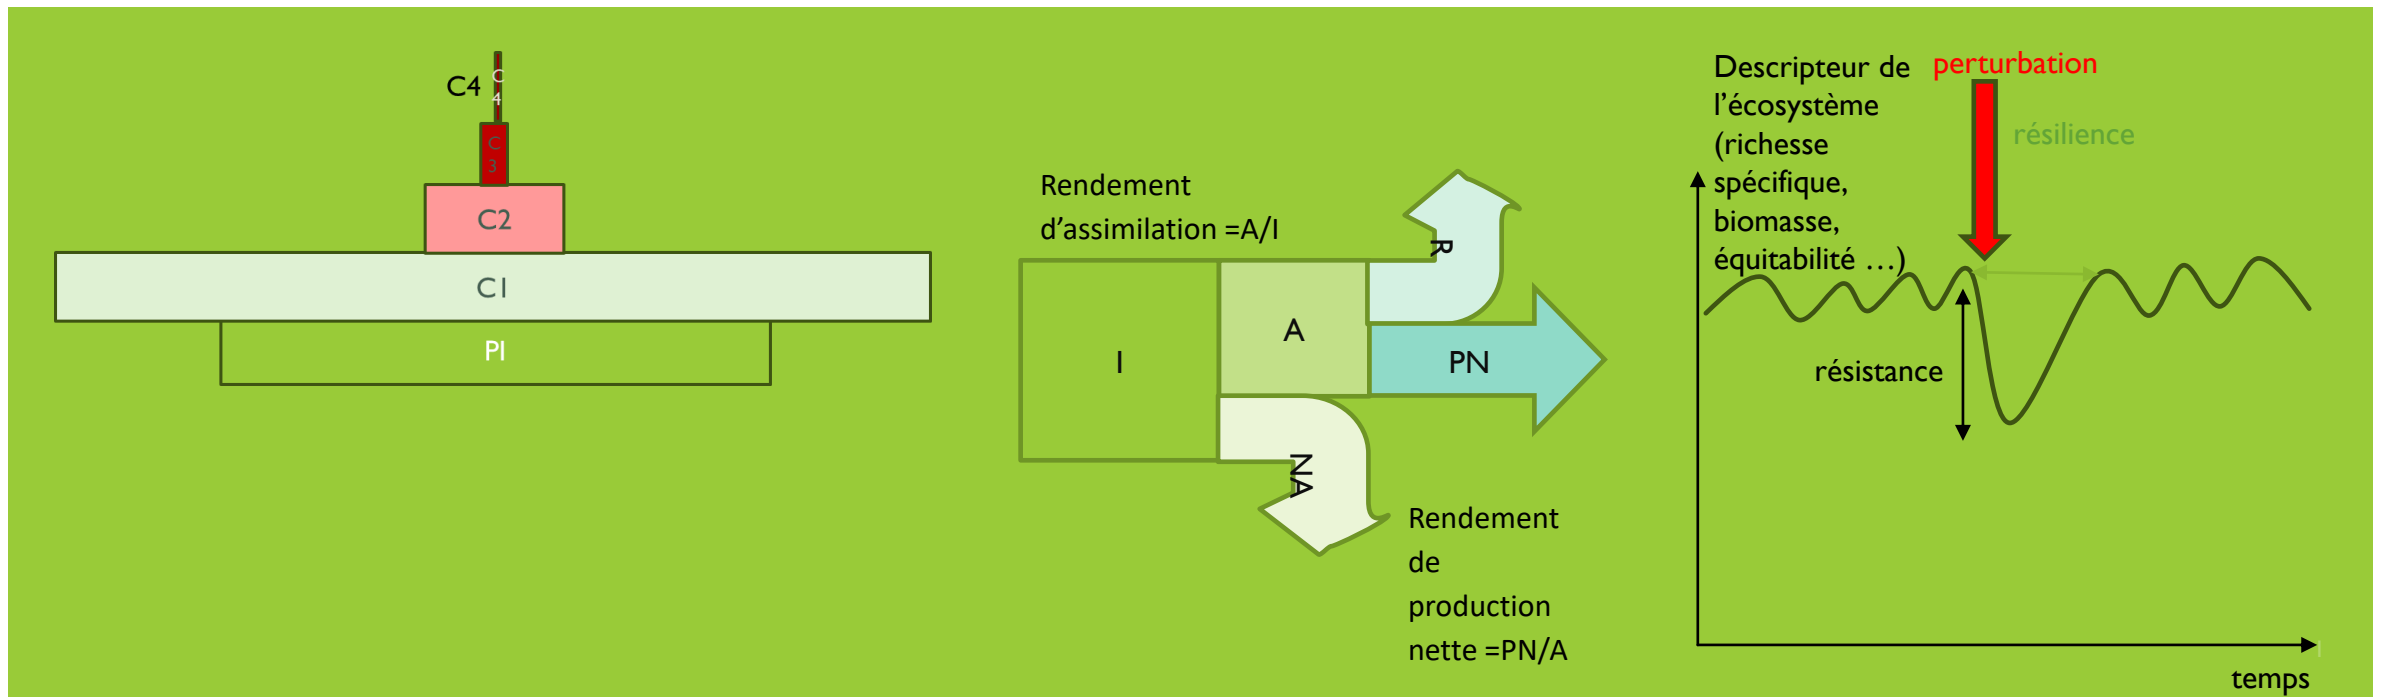 C4
C
4
C
3
C2
C1
P1
Rendement
d'assimilation =A/I
I
A
R
PN
NA
Rendement
de
production
nette =PN/A
Descripteur de
l'écosystème
(richesse
spécifique,
biomasse,
équitabilité …)
perturbation
résilience
résistance
temps